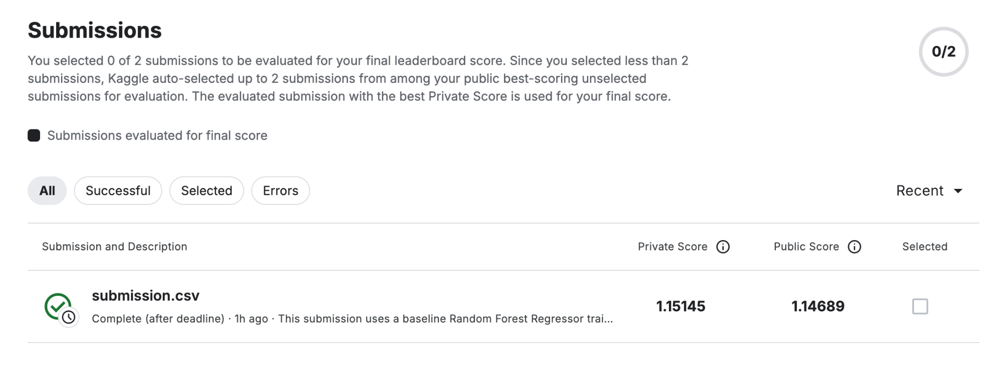 Submissions
0/2
You selected 0 of 2 submissions to be evaluated for your final leaderboard score. Since you selected less than 2
submissions, Kaggle auto-selected up to 2 submissions from among your public best-scoring unselected
submissions for evaluation. The evaluated submission with the best Private Score is used for your final score.
Submissions evaluated for final score
All Successful Selected Errors Recent
Submission and Description Private Score Public Score Selected
submission.csv
1.15145 1.14689
Complete (after deadline) · 1h ago · This submission uses a baseline Random Forest Regressor trai...